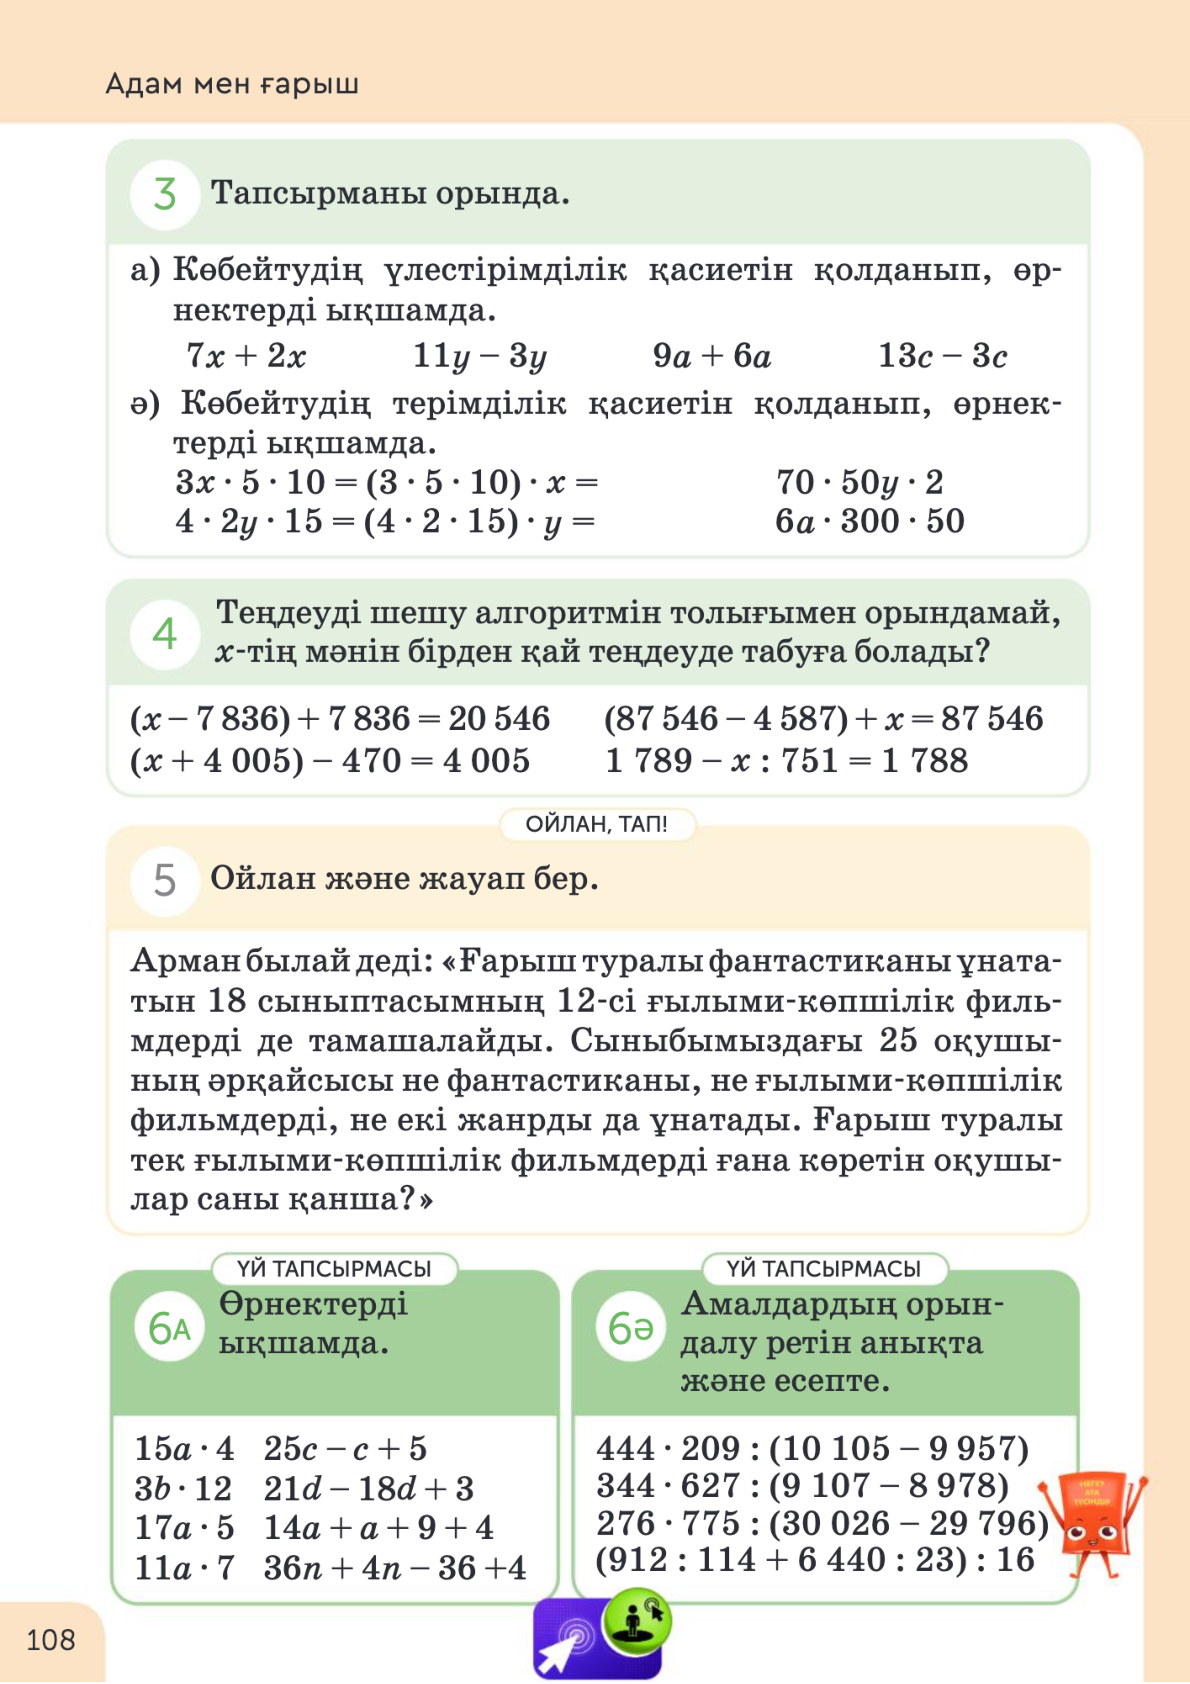 Адам мен ғарыш
3 Тапсырманы орында.
а) Көбейтудің үлестірімділік қасиетін қолданып, өр-
нектерді ықшамда.
7x + 2x 11y − 3y 9a + 6a 13c − 3c
ә) Көбейтудің терімділік қасиетін қолданып, өрнек-
терді ықшамда.
3x · 5 · 10 = (3 · 5 · 10) · x = 70 · 50y · 2
4 · 2y · 15 = (4 · 2 · 15) · y = 6a · 300 · 50
4 Теңдеуді шешу алгоритмін толығымен орындамай,
x-тің мәнін бірден қай теңдеуде табуға болады?
(x − 7 836) + 7 836 = 20 546 (87 546 − 4 587) + x = 87 546
(x + 4 005) − 470 = 4 005 1 789 − x : 751 = 1 788
ОЙЛАН, ТАП!
5 Ойлан және жауап бер.
Арман былай деді: «Ғарыш туралы фантастиканы ұната-
тын 18 сыныптасымның 12-сі ғылыми-көпшілік филь-
мдерді де тамашалайды. Сыныбымыздағы 25 оқушы-
ның әрқайсысы не фантастиканы, не ғылыми-көпшілік
фильмдерді, не екі жанрды да ұнатады. Ғарыш туралы
тек ғылыми-көпшілік фильмдерді ғана көретін оқушы-
лар саны қанша?»
ҮЙ ТАПСЫРМАСЫ
6А Өрнектерді
ықшамда.
15a · 4 25c − c + 5
3b · 12 21d − 18d + 3
17a · 5 14a + a + 9 + 4
11a · 7 36n + 4n − 36 +4
ҮЙ ТАПСЫРМАСЫ
6Ә Амалдардың орын-
далу ретін анықта
және есепте.
444 · 209 : (10 105 − 9 957)
344 · 627 : (9 107 − 8 978)
276 · 775 : (30 026 − 29 796)
(912 : 114 + 6 440 : 23) : 16
108